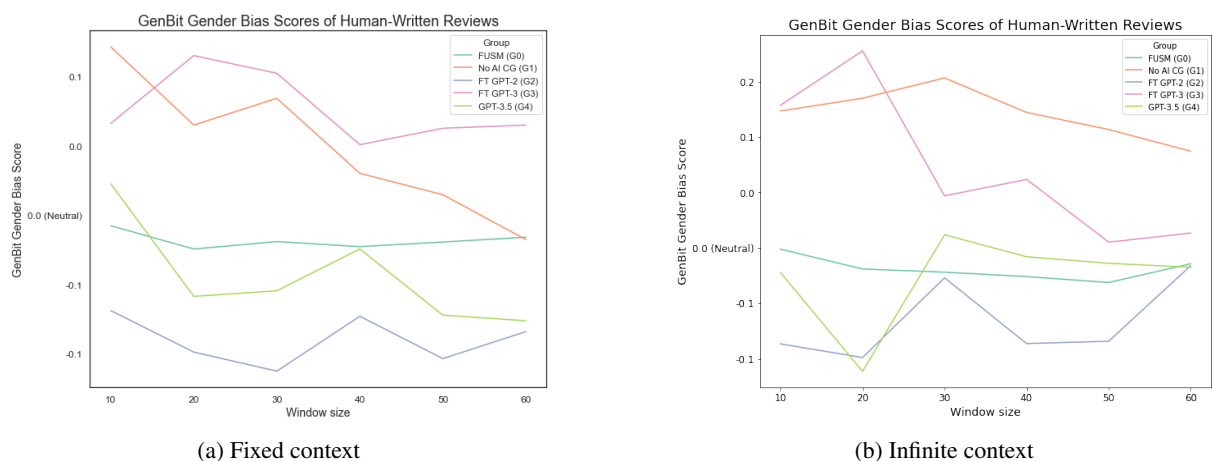 GenBit Gender Bias Scores of Human-Written Reviews
Group
FUSM (G0)
No AI CG (G1)
FT GPT-2 (G2)
FT GPT-3 (G3)
GPT-3.5 (G4)
GenBit Gender Bias Score
0.1
0.0
0.0 (Neutral)
-0.1
-0.1
10 20 30 40 50 60
Window size
(a) Fixed context
GenBit Gender Bias Scores of Human-Written Reviews
Group
FUSM (G0)
No AI CG (G1)
FT GPT-2 (G2)
FT GPT-3 (G3)
GPT-3.5 (G4)
GenBit Gender Bias Score
0.2
0.1
0.0
0.0 (Neutral)
-0.1
-0.1
10 20 30 40 50 60
Window size
(b) Infinite context